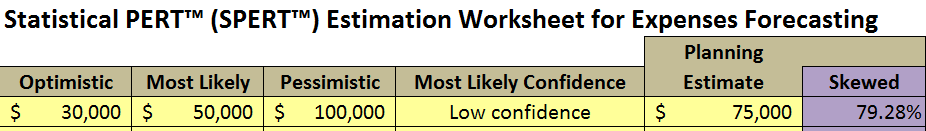 Statistical PERT™ (SPERT™) Estimation Worksheet for Expenses Forecasting
Planning
Optimistic Most Likely Pessimistic Most Likely Confidence Estimate Skewed
$ 30,000 $ 50,000 $ 100,000 Low confidence $ 75,000 79.28%